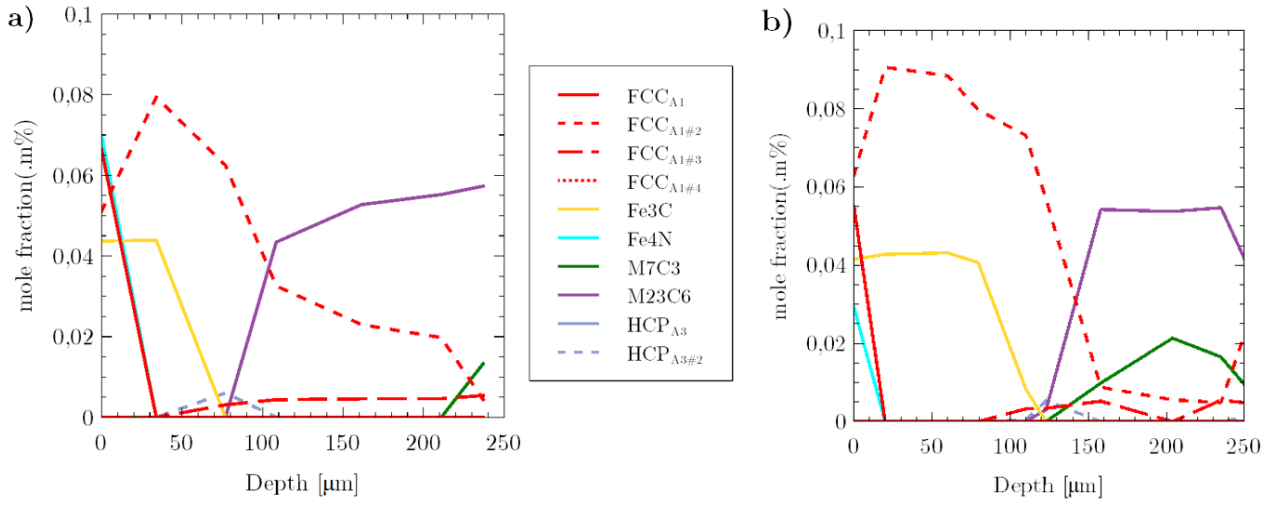 a)
0,1
0,08
0,06
0,04
0,02
0
mole fraction(.m%)
0 50 100 150 200 250
Depth [μm]
FCC_A1
FCC_A1#2
FCC_A1#3
FCC_A1#4
Fe3C
Fe4N
M7C3
M23C6
HCP_A3
HCP_A3#2
b)
0,1
0,08
0,06
0,04
0,02
0
mole fraction(.m%)
0 50 100 150 200 250
Depth [μm]